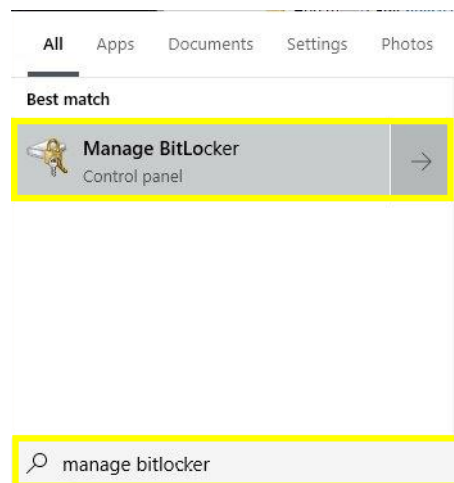 All Apps Documents Settings Photos
Best match
Manage BitLocker
Control panel
manage bitlocker